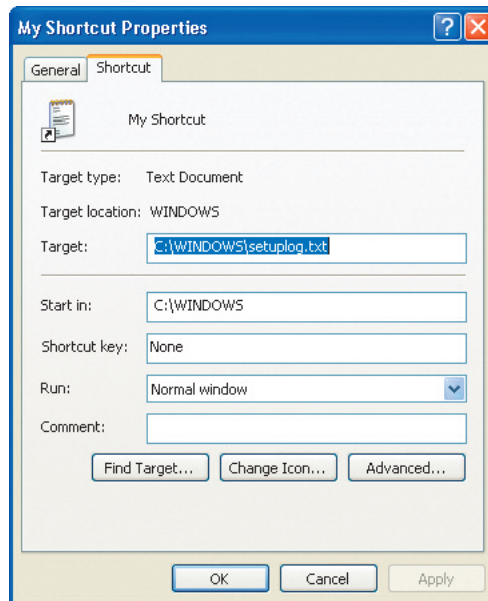 My Shortcut Properties
?
General Shortcut
My Shortcut
Target type: Text Document
Target location: WINDOWS
Target: C:\WINDOWS\setuplog.txt
Start in: C:\WINDOWS
Shortcut key: None
Run: Normal window
Comment:
Find Target... Change Icon... Advanced...
OK Cancel Apply